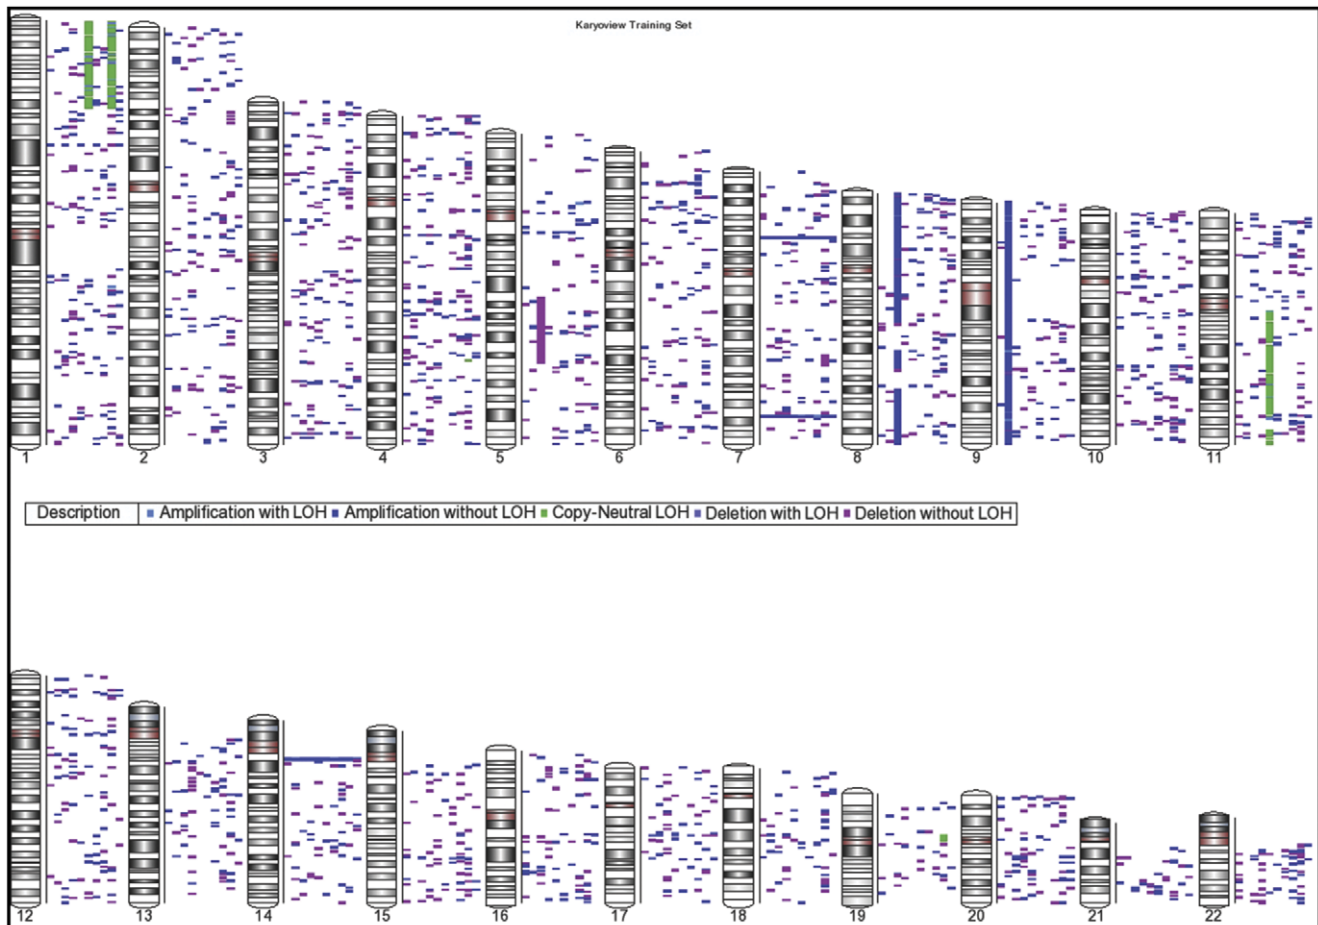 Karyoview Training Set
1 2 3 4 5 6 7 8 9 10 11
Description Amplification with LOH Amplification without LOH Copy-Neutral LOH Deletion with LOH Deletion without LOH
12 13 14 15 16 17 18 19 20 21 22